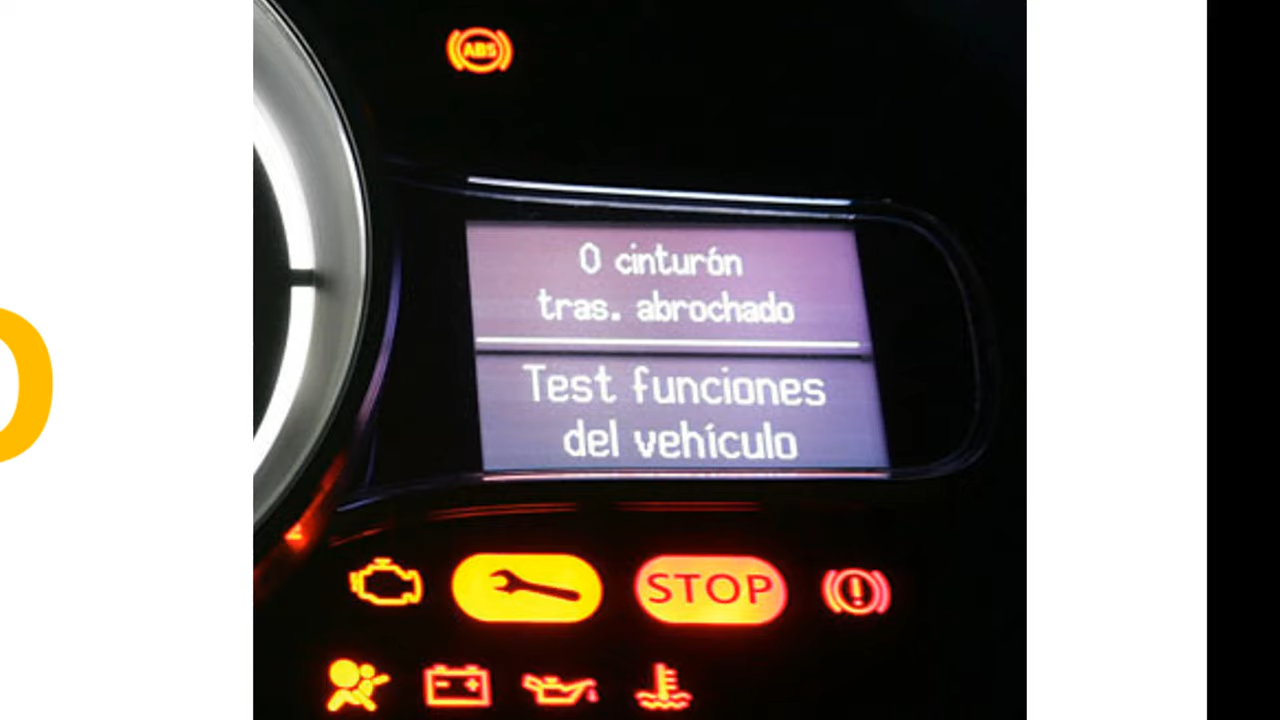 ABS
0 cinturón
tras. abrochado
Test funciones
del vehículo
STOP